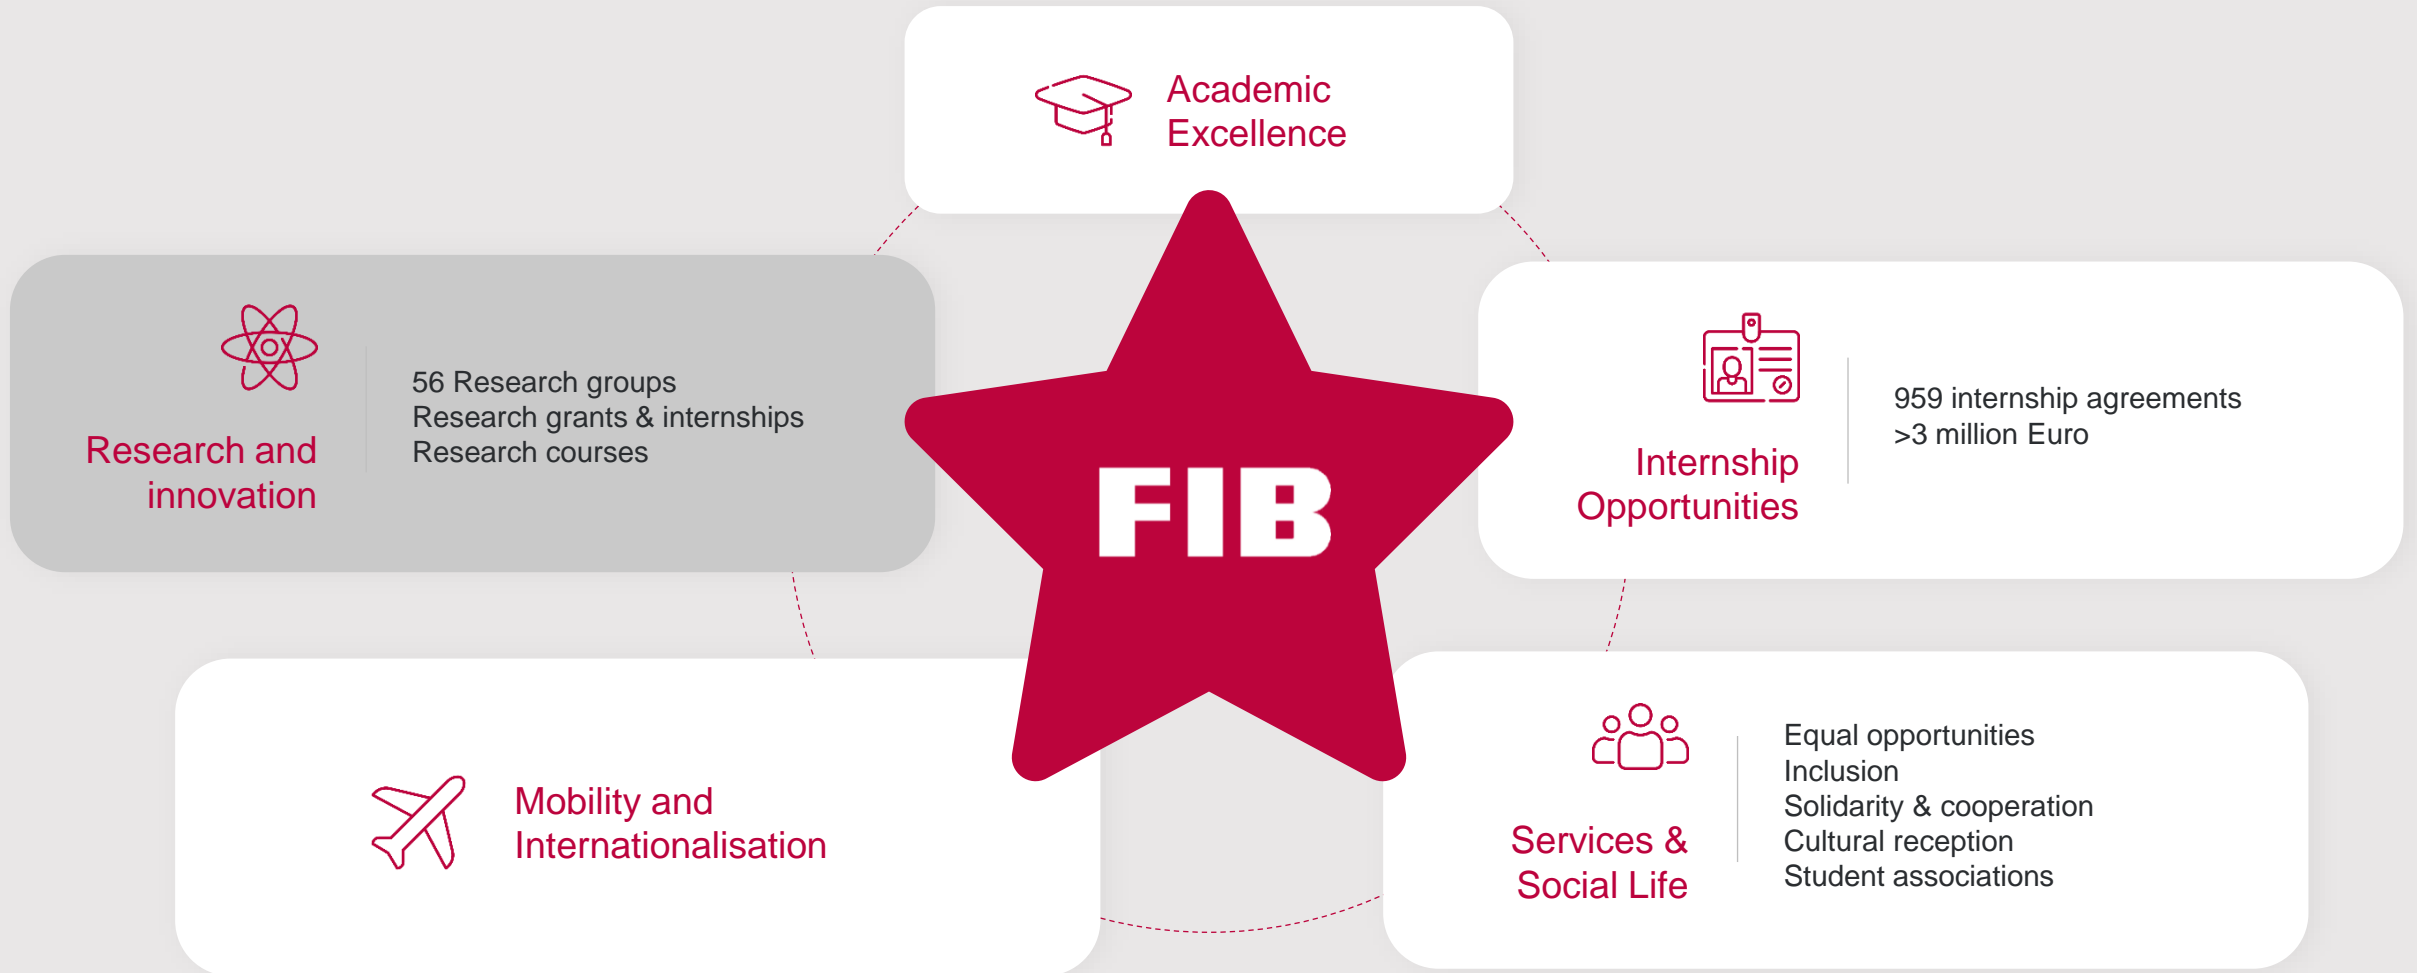 Academic
Excellence
Research and
innovation
56 Research groups
Research grants & internships
Research courses
FIB
Internship
Opportunities
959 internship agreements
>3 million Euro
Mobility and
Internationalisation
Services &
Social Life
Equal opportunities
Inclusion
Solidarity & cooperation
Cultural reception
Student associations